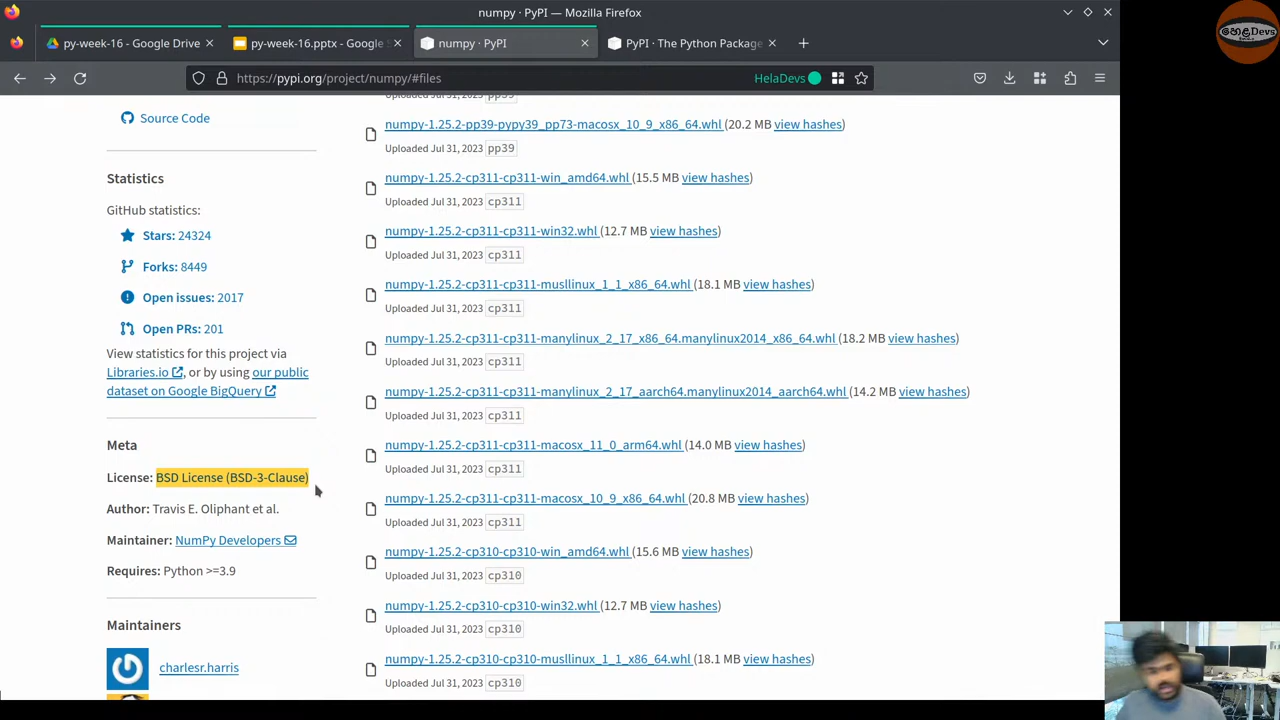 numpy · PyPI — Mozilla Firefox
py-week-16 - Google Drive
py-week-16.pptx - Google
numpy · PyPI
PyPI · The Python Package
https://pypi.org/project/numpy/#files
HelaDevs
හෙළDevs
Source Code
Statistics
GitHub statistics:
Stars: 24324
Forks: 8449
Open issues: 2017
Open PRs: 201
View statistics for this project via
Libraries.io, or by using our public
dataset on Google BigQuery
Meta
License: BSD License (BSD-3-Clause)
Author: Travis E. Oliphant et al.
Maintainer: NumPy Developers
Requires: Python >=3.9
Maintainers
charlesr.harris
pp39
numpy-1.25.2-pp39-pypy39_pp73-macosx_10_9_x86_64.whl (20.2 MB view hashes)
Uploaded Jul 31, 2023 pp39
numpy-1.25.2-cp311-cp311-win_amd64.whl (15.5 MB view hashes)
Uploaded Jul 31, 2023 cp311
numpy-1.25.2-cp311-cp311-win32.whl (12.7 MB view hashes)
Uploaded Jul 31, 2023 cp311
numpy-1.25.2-cp311-cp311-musllinux_1_1_x86_64.whl (18.1 MB view hashes)
Uploaded Jul 31, 2023 cp311
numpy-1.25.2-cp311-cp311-manylinux_2_17_x86_64.manylinux2014_x86_64.whl (18.2 MB view hashes)
Uploaded Jul 31, 2023 cp311
numpy-1.25.2-cp311-cp311-manylinux_2_17_aarch64.manylinux2014_aarch64.whl (14.2 MB view hashes)
Uploaded Jul 31, 2023 cp311
numpy-1.25.2-cp311-cp311-macosx_11_0_arm64.whl (14.0 MB view hashes)
Uploaded Jul 31, 2023 cp311
numpy-1.25.2-cp311-cp311-macosx_10_9_x86_64.whl (20.8 MB view hashes)
Uploaded Jul 31, 2023 cp311
numpy-1.25.2-cp310-cp310-win_amd64.whl (15.6 MB view hashes)
Uploaded Jul 31, 2023 cp310
numpy-1.25.2-cp310-cp310-win32.whl (12.7 MB view hashes)
Uploaded Jul 31, 2023 cp310
numpy-1.25.2-cp310-cp310-musllinux_1_1_x86_64.whl (18.1 MB view hashes)
Uploaded Jul 31, 2023 cp310